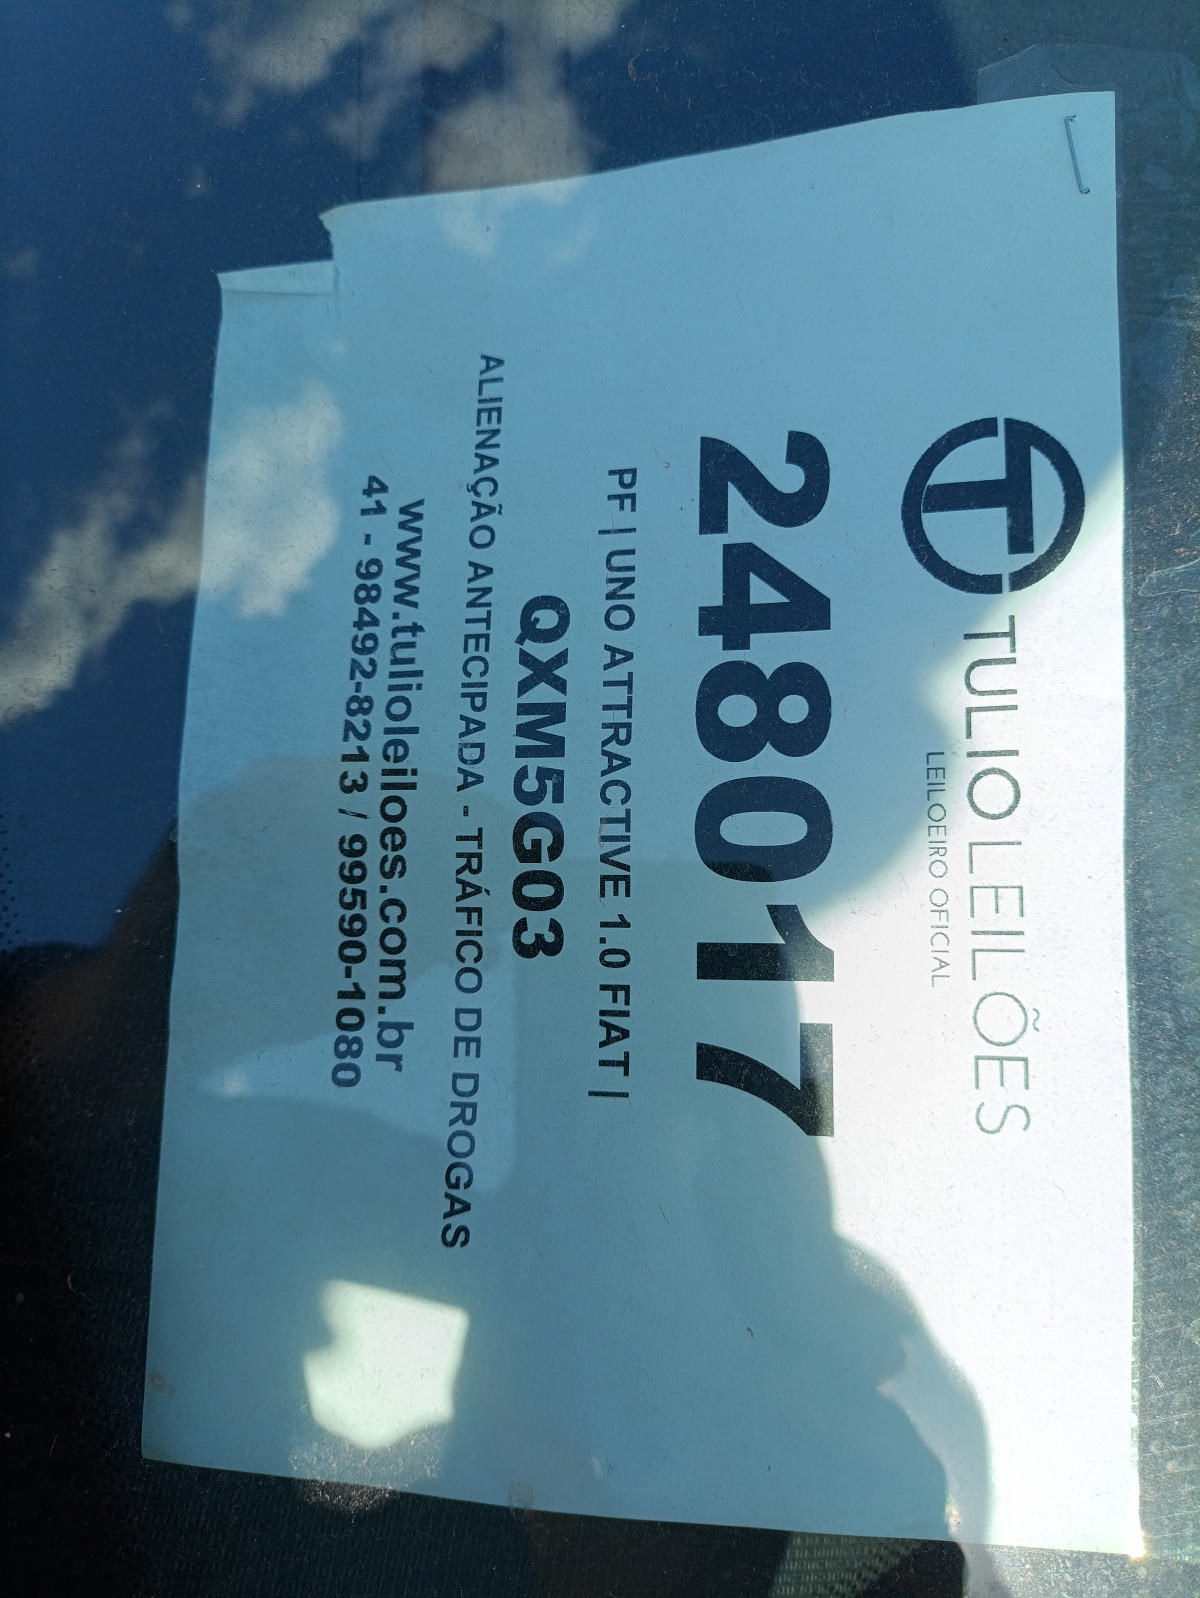 TULIO LEILÕES
LEILOEIRO OFICIAL
248017
PF | UNO ATTRACTIVE 1.0 FIAT |
QXM5G03
ALIENAÇÃO ANTECIPADA - TRÁFICO DE DROGAS
www.tulioleiloes.com.br
41 - 98492-8213 / 99590-1080